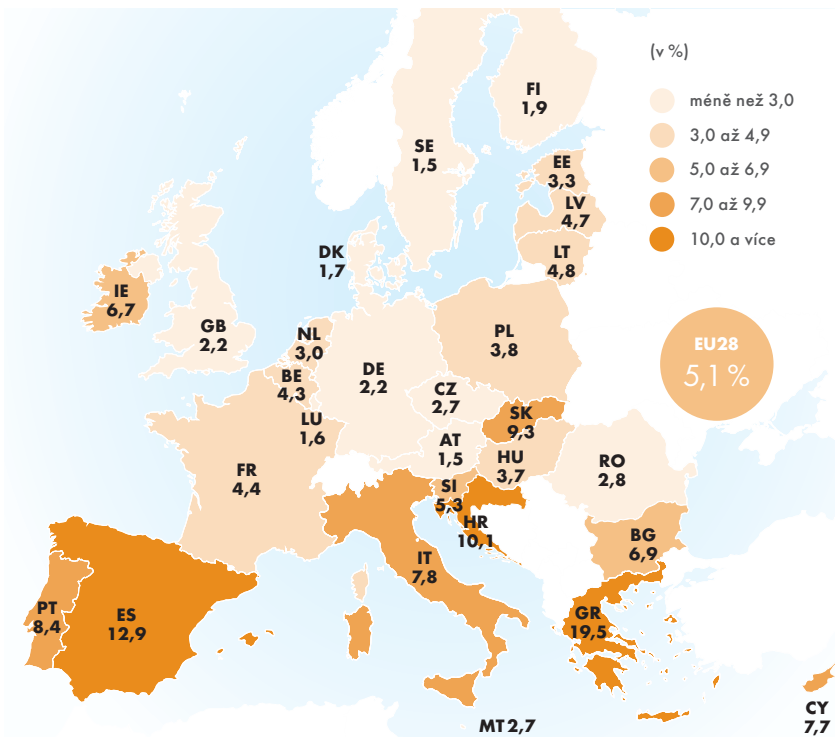 (v %)
méně než 3,0
3,0 až 4,9
5,0 až 6,9
7,0 až 9,9
10,0 a více
EU28
5,1 %
FI
1,9
SE
1,5
EE
3,3
LV
4,7
LT
4,8
DK
1,7
IE
6,7
GB
2,2
NL
3,0
BE
4,3
LU
1,6
DE
2,2
PL
3,8
CZ
2,7
SK
9,3
AT
1,5
HU
3,7
RO
2,8
FR
4,4
SI
5,3
HR
10,1
BG
6,9
IT
7,8
PT
8,4
ES
12,9
GR
19,5
MT 2,7
CY
7,7